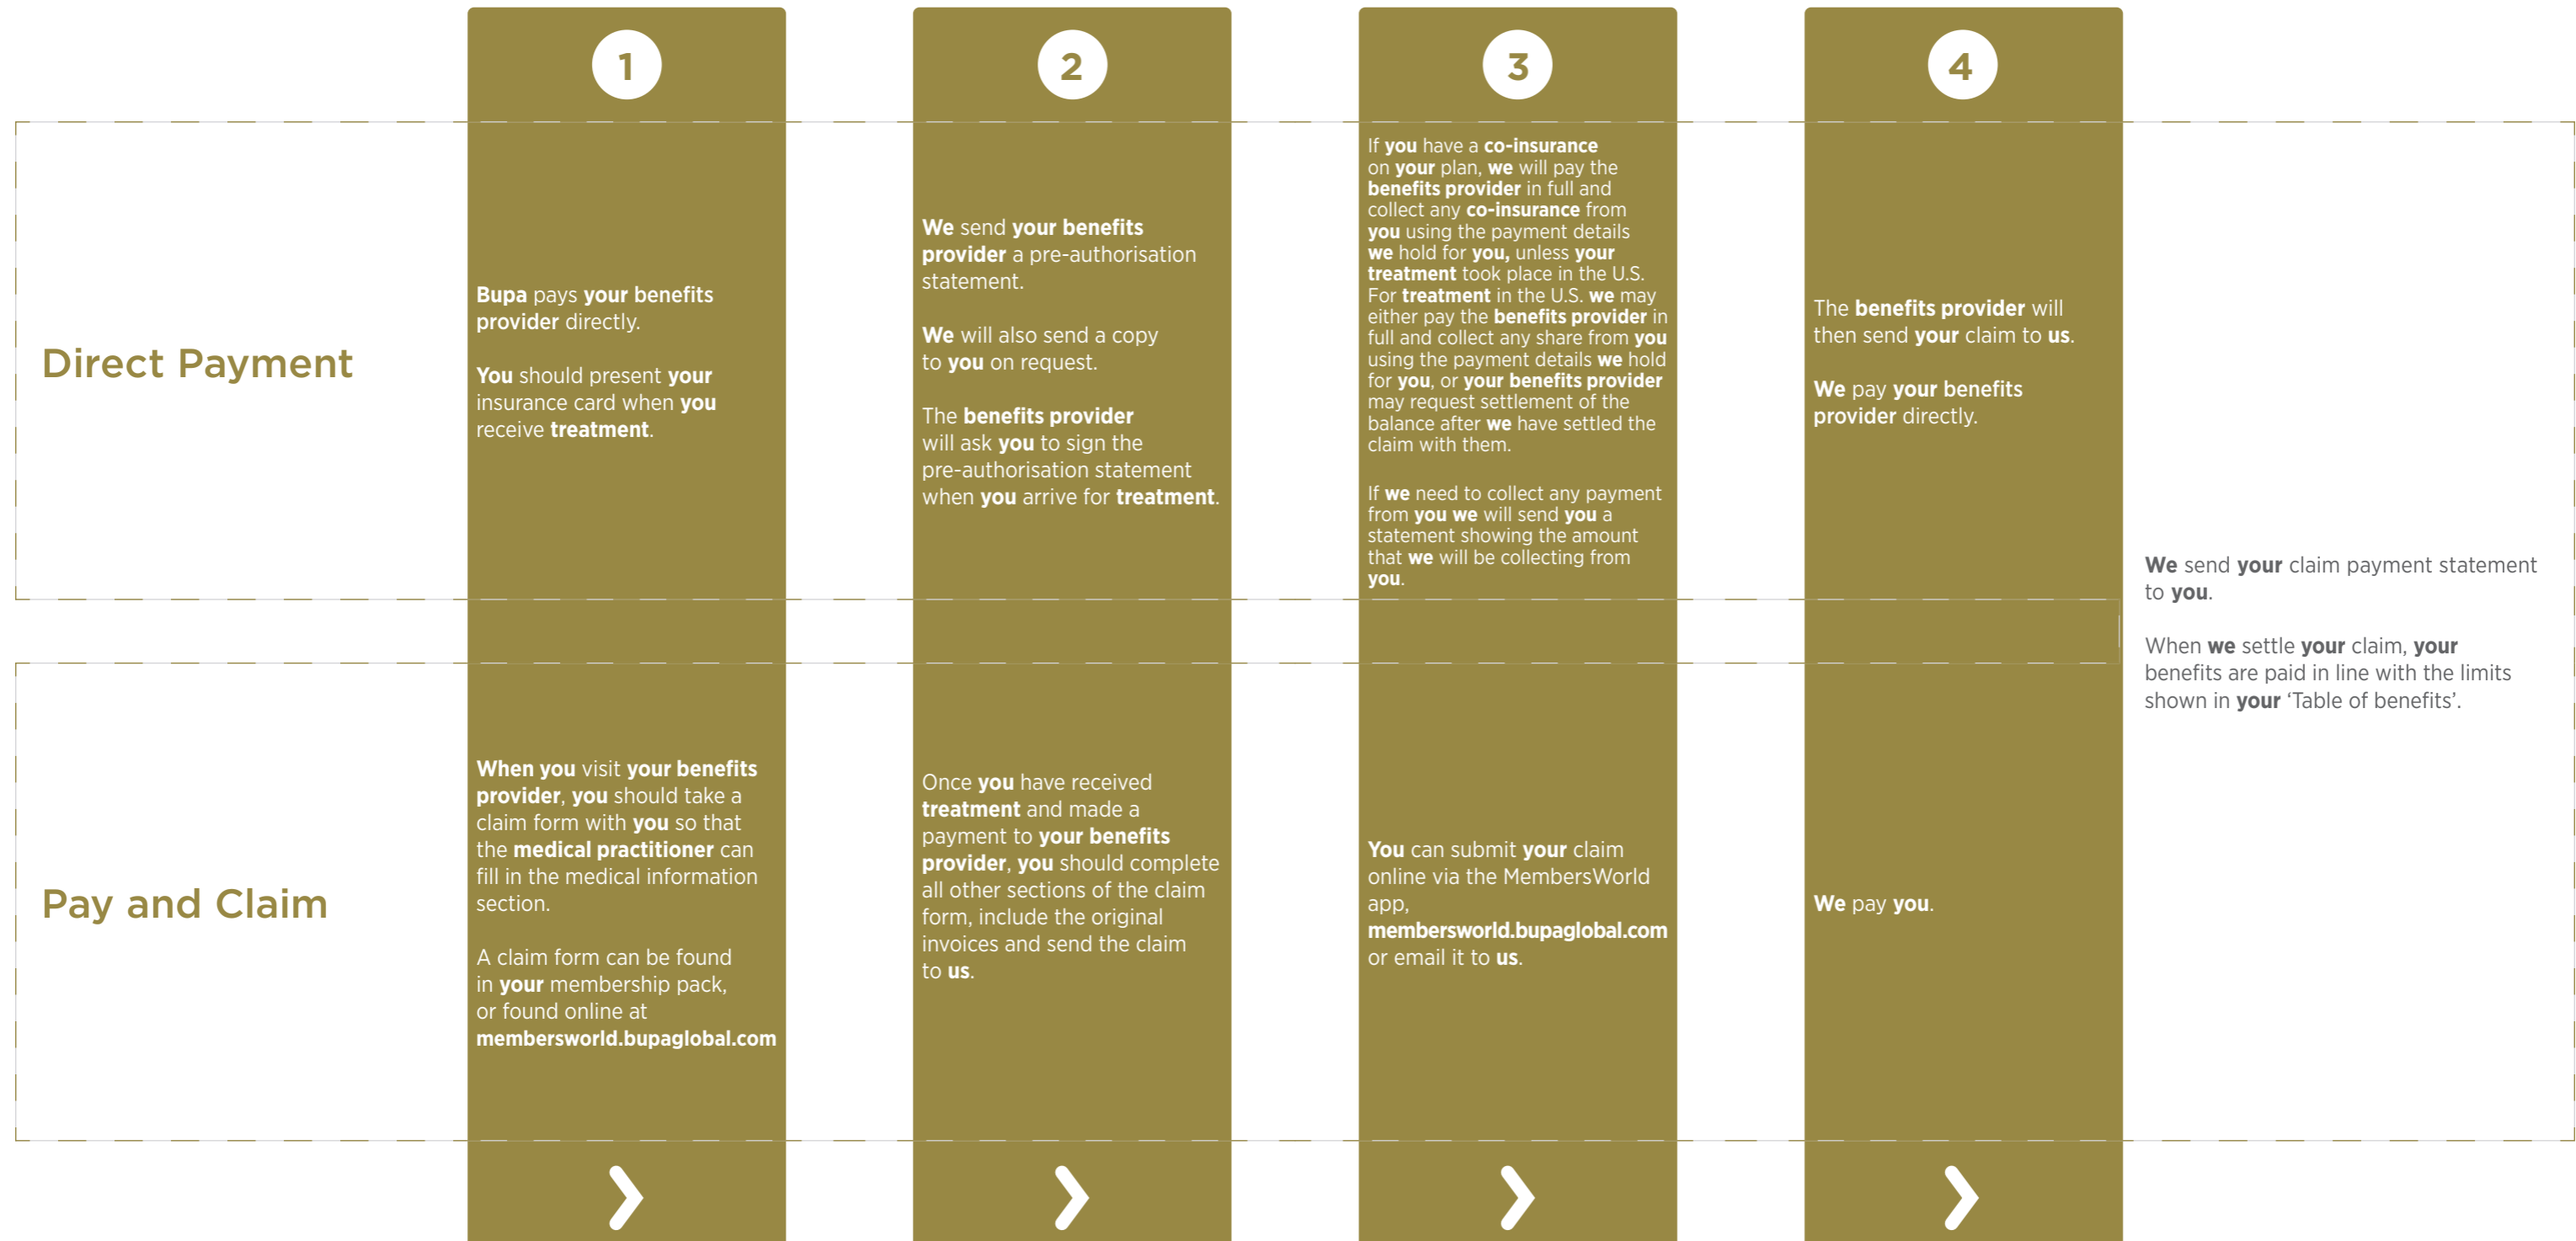 1
2
3
4
Direct Payment
Bupa pays your benefits
provider directly.
You should present your
insurance card when you
receive treatment.
We send your benefits
provider a pre-authorisation
statement.
We will also send a copy
to you on request.
The benefits provider
will ask you to sign the
pre-authorisation statement
when you arrive for treatment.
If you have a co-insurance
on your plan, we will pay the
benefits provider in full and
collect any co-insurance from
you using the payment details
we hold for you, unless your
treatment took place in the U.S.
For treatment in the U.S. we may
either pay the benefits provider in
full and collect any share from you
using the payment details we hold
for you, or your benefits provider
may request settlement of the
balance after we have settled the
claim with them.
If we need to collect any payment
from you we will send you a
statement showing the amount
that we will be collecting from
you.
The benefits provider will
then send your claim to us.
We pay your benefits
provider directly.
Pay and Claim
When you visit your benefits
provider, you should take a
claim form with you so that
the medical practitioner can
fill in the medical information
section.
A claim form can be found
in your membership pack,
or found online at
membersworld.bupaglobal.com
Once you have received
treatment and made a
payment to your benefits
provider, you should complete
all other sections of the claim
form, include the original
invoices and send the claim
to us.
You can submit your claim
online via the MembersWorld
app,
membersworld.bupaglobal.com
or email it to us.
We pay you.
We send your claim payment statement
to you.
When we settle your claim, your
benefits are paid in line with the limits
shown in your ‘Table of benefits’.